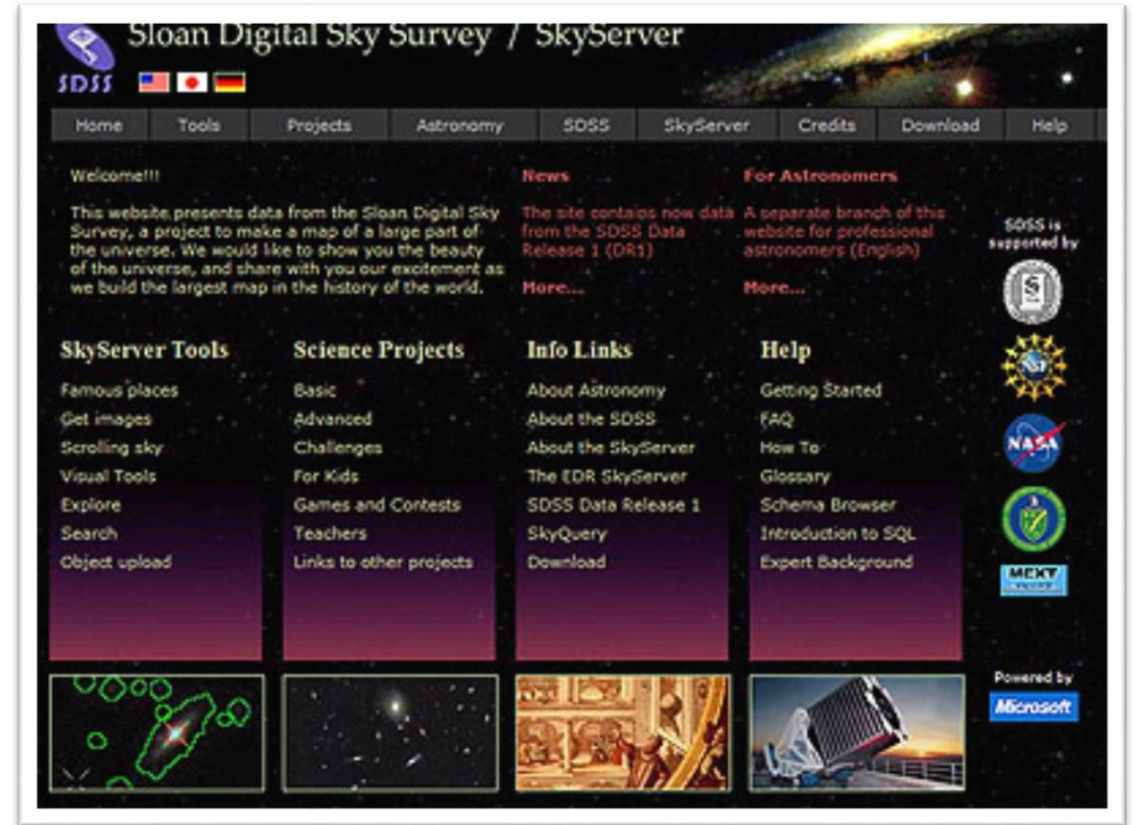 Sloan Digital Sky Survey / SkyServer
SDSS
Home Tools Projects Astronomy SDSS SkyServer Credits Download Help
Welcome!!!
This website presents data from the Sloan Digital Sky
Survey, a project to make a map of a large part of
the universe. We would like to show you the beauty
of the universe, and share with you our excitement as
we build the largest map in the history of the world.
News
The site contains now data
from the SDSS Data
Release 1 (DR1)
More...
For Astronomers
A separate branch of this
website for professional
astronomers (English)
More...
SDSS is
supported by
NSF
NASA
MEXT
SkyServer Tools
Famous places
Get images
Scrolling sky
Visual Tools
Explore
Search
Object upload
Science Projects
Basic
Advanced
Challenges
For Kids
Games and Contests
Teachers
Links to other projects
Info Links
About Astronomy
About the SDSS
About the SkyServer
The EDR SkyServer
SDSS Data Release 1
SkyQuery
Download
Help
Getting Started
FAQ
How To
Glossary
Schema Browser
Introduction to SQL
Expert Background
Powered by
Microsoft